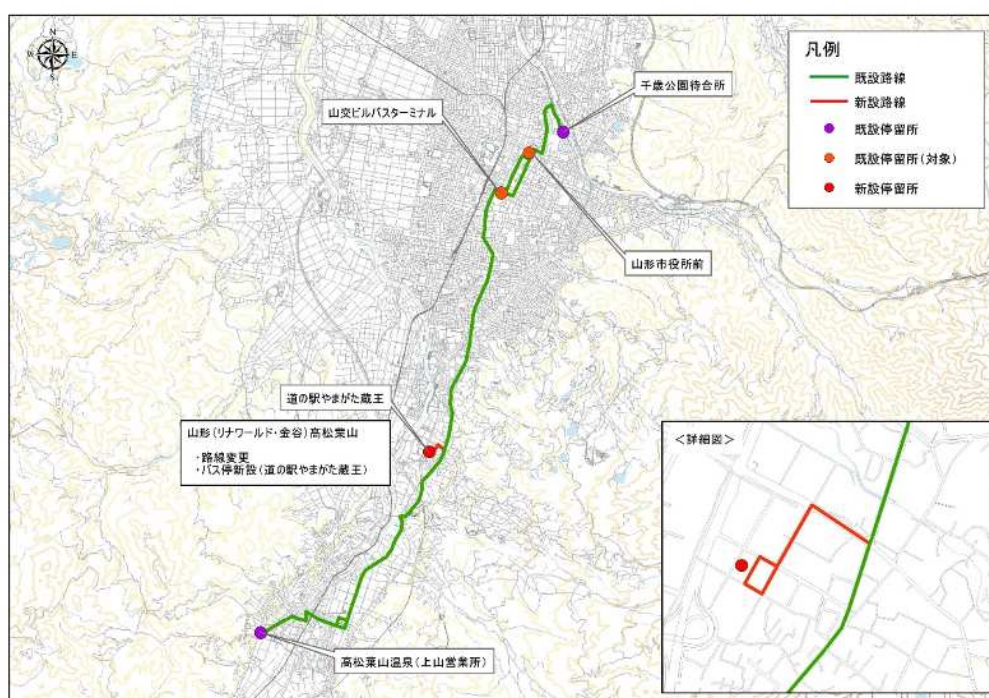 N
W
E
S
凡例
既設路線
新設路線
既設停留所
既設停留所(対象)
新設停留所
千歳公園待合所
山交ビルバスターミナル
山形市役所前
道の駅やまがた蔵王
山形(リナワールド・金谷)高松葉山
・路線変更
・バス停新設(道の駅やまがた蔵王)
<詳細図>
高松葉山温泉(上山営業所)